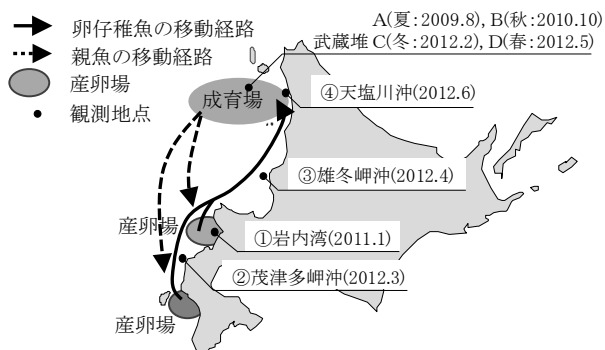 卵仔稚魚の移動経路
親魚の移動経路
産卵場
観測地点
A(夏:2009.8), B(秋:2010.10)
武蔵堆 C(冬:2012.2), D(春:2012.5)
成育場
④天塩川沖(2012.6)
③雄冬岬沖(2012.4)
産卵場
①岩内湾(2011.1)
②茂津多岬沖(2012.3)
産卵場